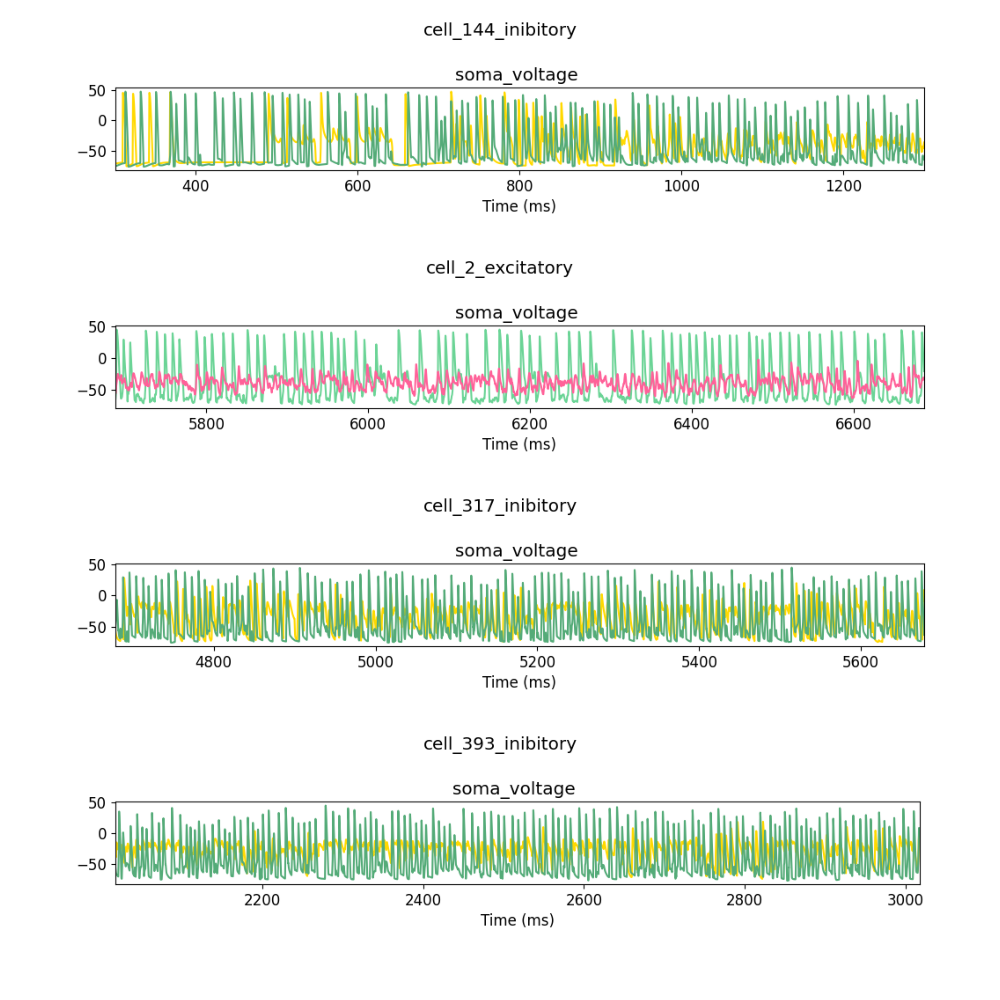 cell_144_inibitory
soma_voltage
50
0
−50
400 600 800 1000 1200
Time (ms)
cell_2_excitatory
soma_voltage
50
0
−50
5800 6000 6200 6400 6600
Time (ms)
cell_317_inibitory
soma_voltage
50
0
−50
4800 5000 5200 5400 5600
Time (ms)
cell_393_inibitory
soma_voltage
50
0
−50
2200 2400 2600 2800 3000
Time (ms)